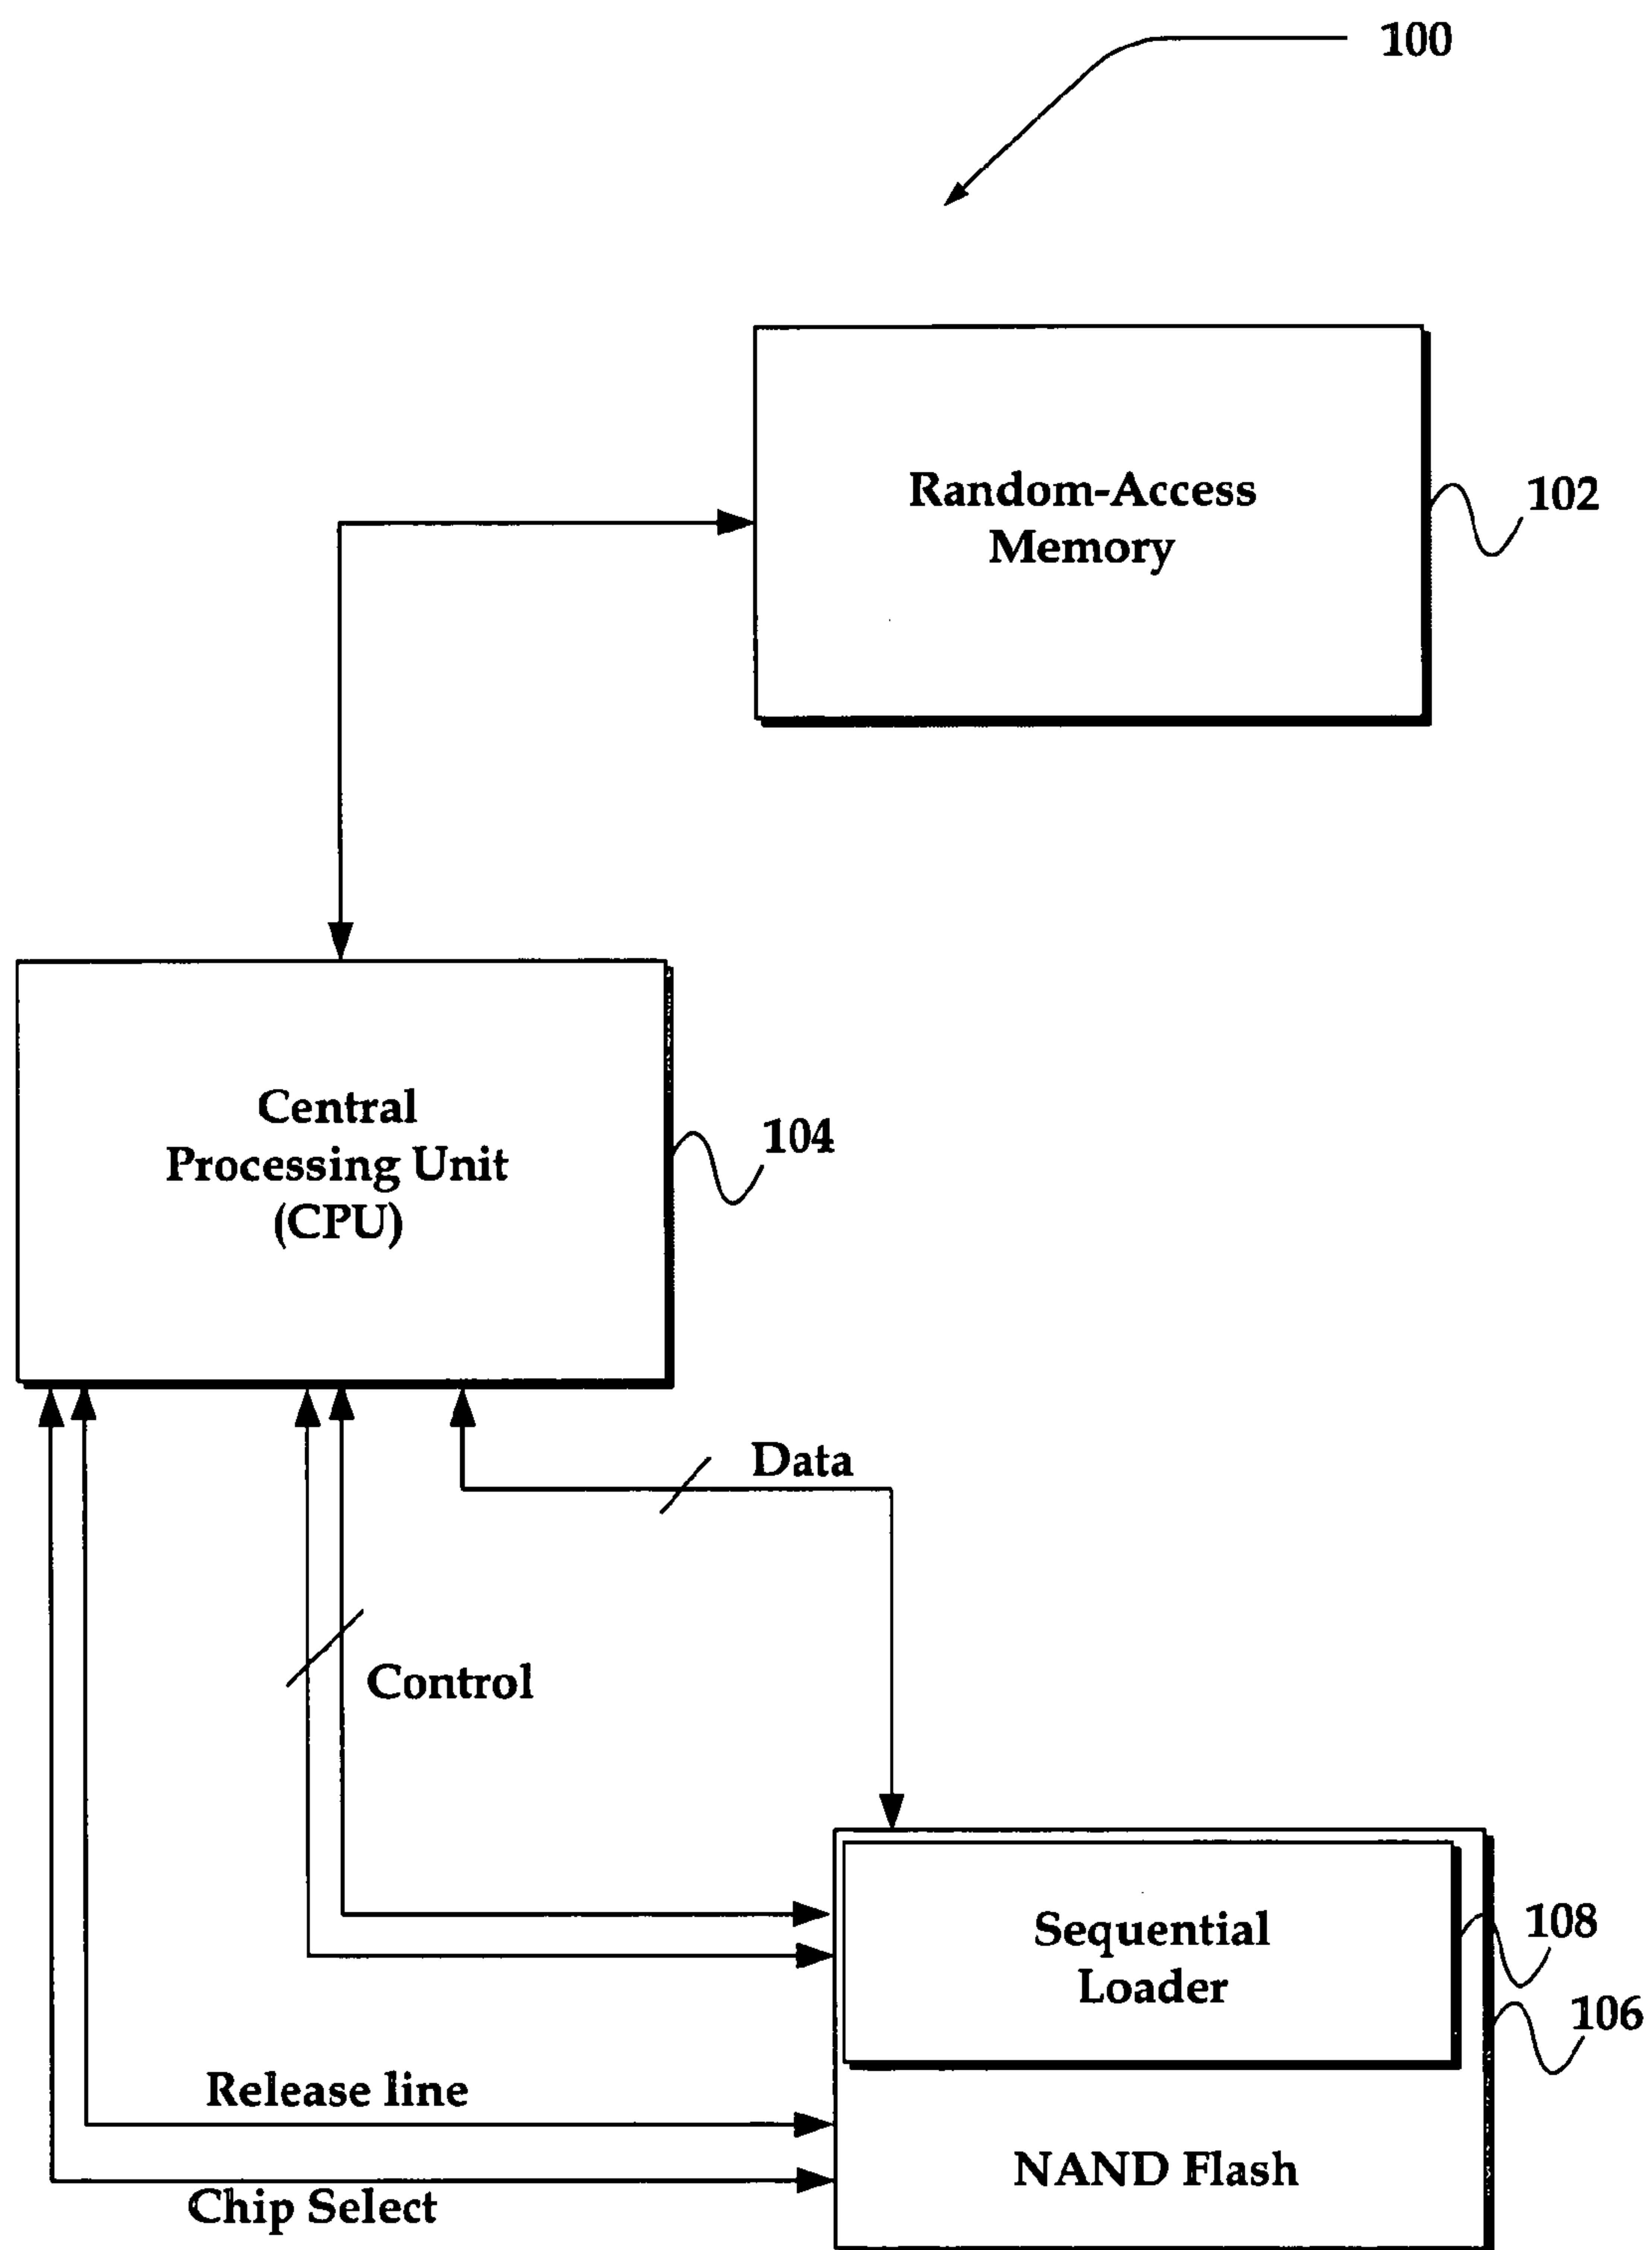 100
Random-Access
Memory
102
Central
Processing Unit
(CPU)
104
Data
Control
Sequential
Loader
108
106
Release line
NAND Flash
Chip Select